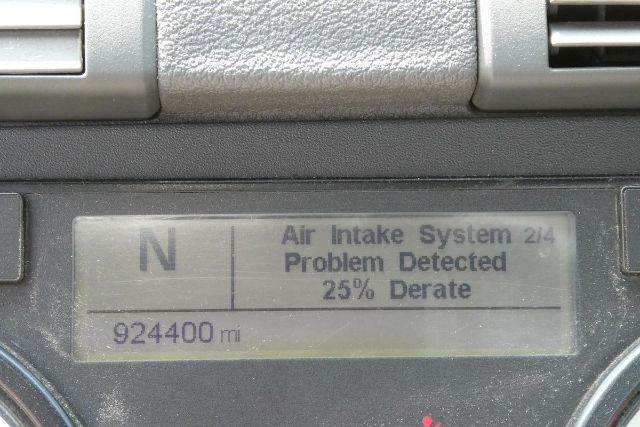 N
Air Intake System 2/4
Problem Detected
25% Derate
924400 mi